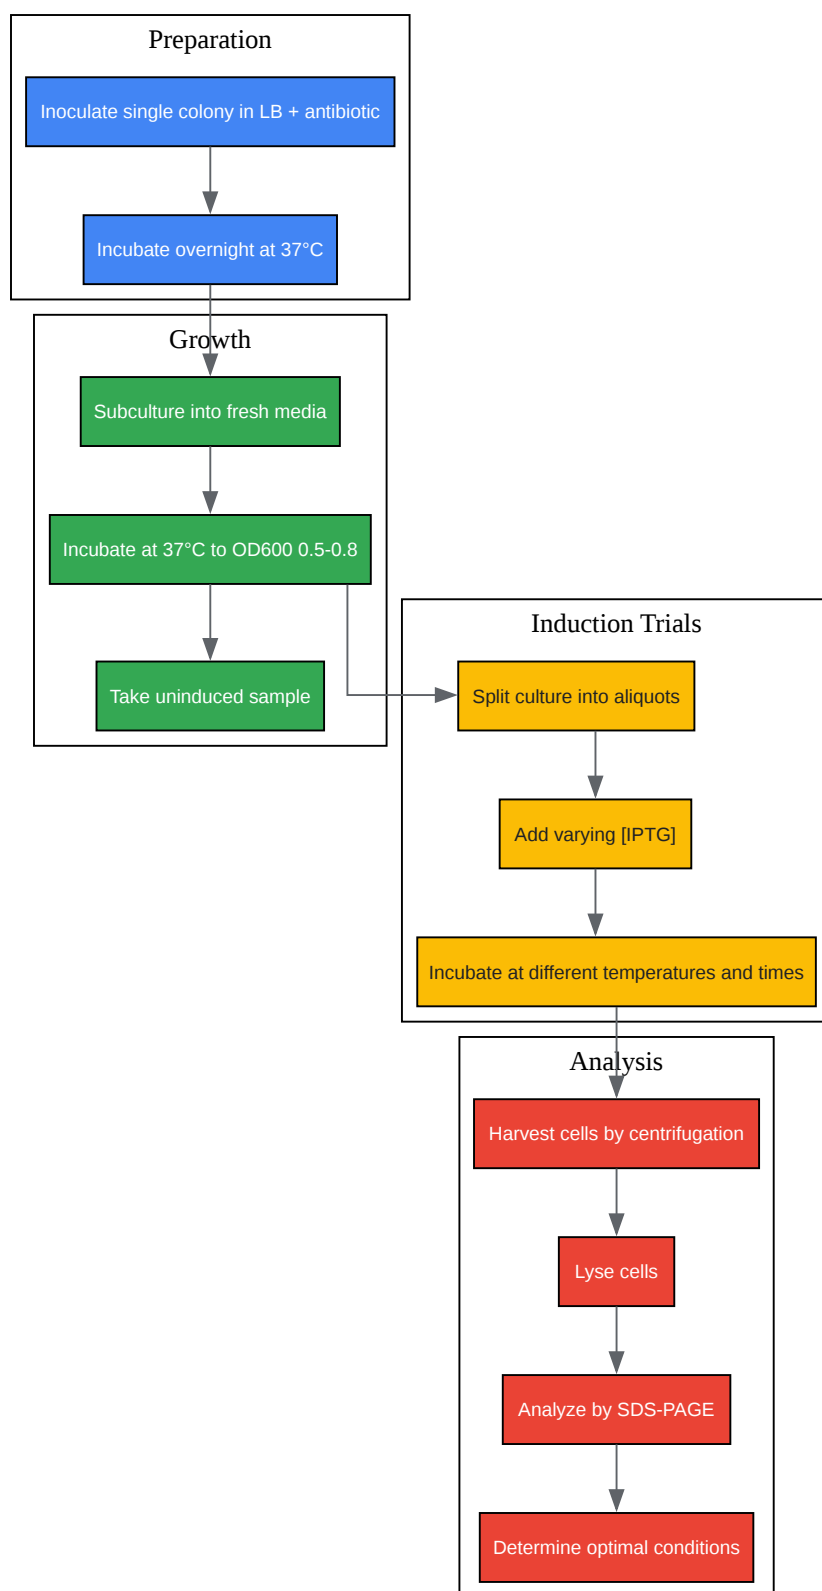 Preparation
Inoculate single colony in LB + antibiotic
Incubate overnight at 37°C
Growth
Subculture into fresh media
Incubate at 37°C to OD600 0.5-0.8
Take uninduced sample
Induction Trials
Split culture into aliquots
Add varying [IPTG]
Incubate at different temperatures and times
Analysis
Harvest cells by centrifugation
Lyse cells
Analyze by SDS-PAGE
Determine optimal conditions